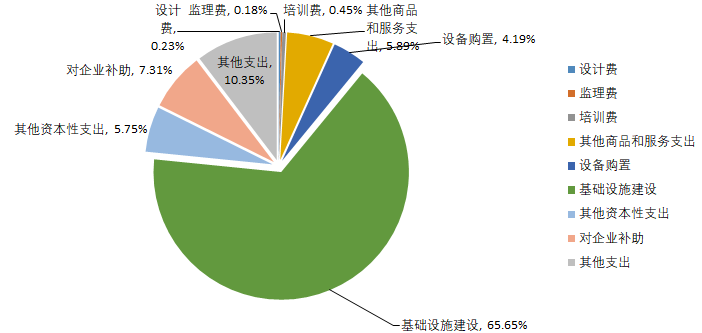 设计
费,
0.23%
监理费, 0.18%
培训费, 0.45%
其他商品
和服务支
出, 5.89%
设备购置, 4.19%
其他支出,
10.35%
对企业补助, 7.31%
其他资本性支出, 5.75%
基础设施建设, 65.65%
设计费
监理费
培训费
其他商品和服务支出
设备购置
基础设施建设
其他资本性支出
对企业补助
其他支出